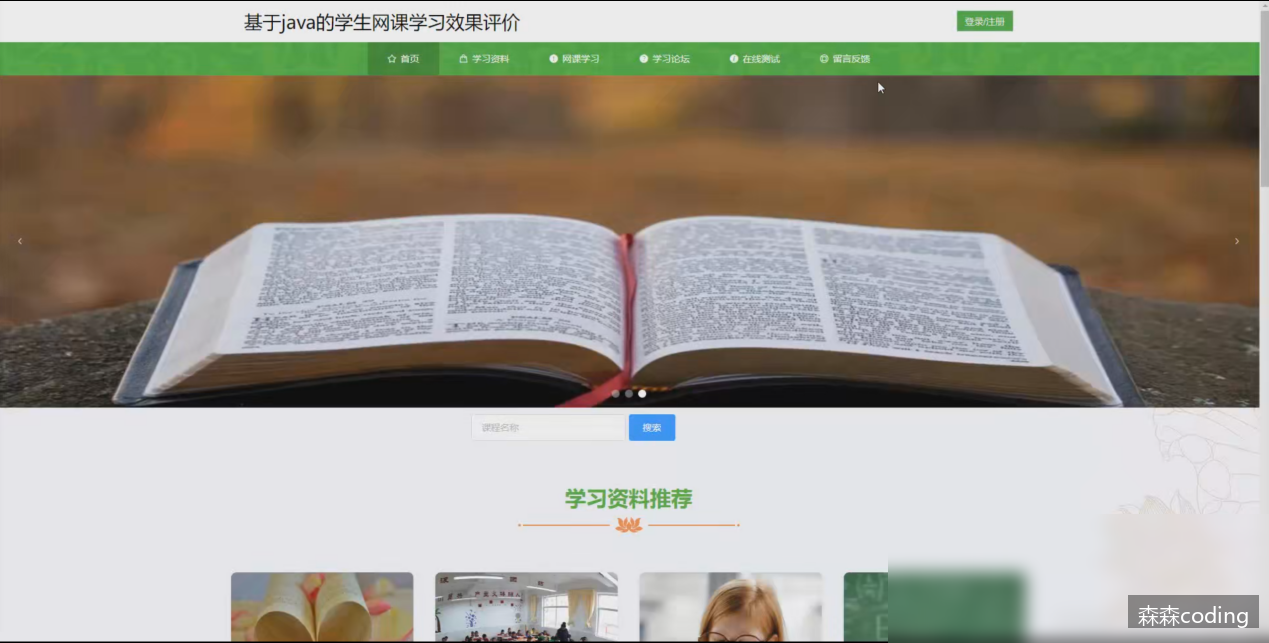 基于java的学生网课学习效果评价
登录/注册
首页
学习资料
网课学习
学习论坛
在线测试
留言反馈
课程名称
搜索
学习资料推荐
森森coding